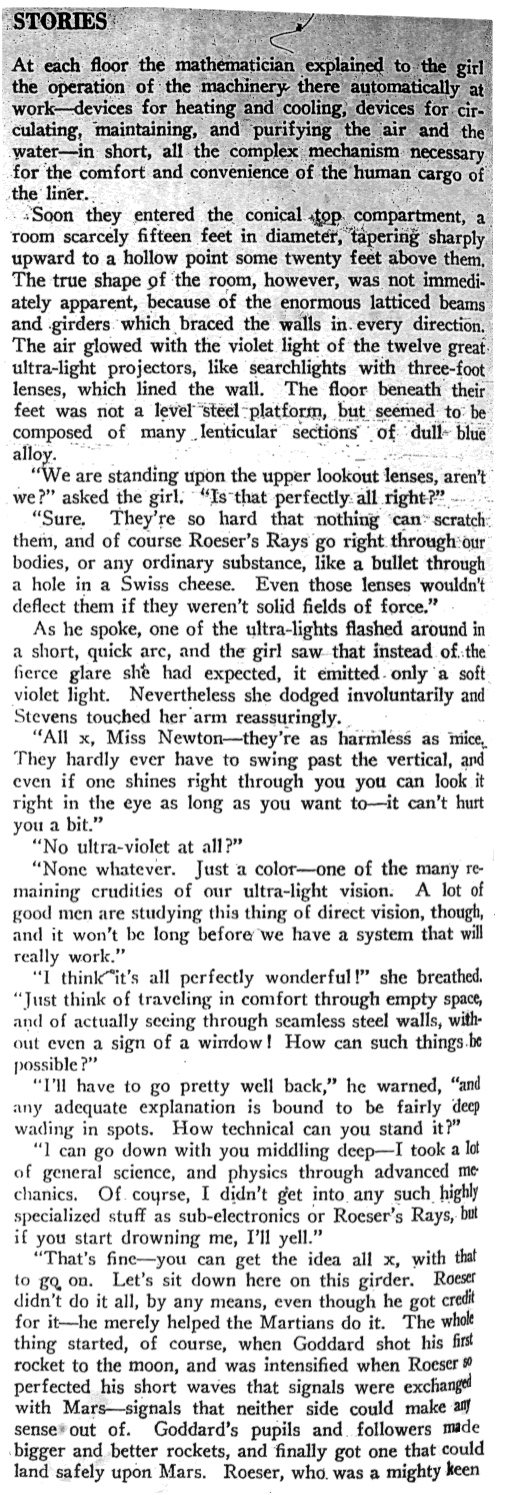 STORIES
At each floor the mathematician explained to the girl
the operation of the machinery there automatically at
work—devices for heating and cooling, devices for cir-
culating, maintaining, and purifying the air and the
water—in short, all the complex mechanism necessary
for the comfort and convenience of the human cargo of
the liner.
Soon they entered the conical top compartment, a
room scarcely fifteen feet in diameter, tapering sharply
upward to a hollow point some twenty feet above them.
The true shape of the room, however, was not immedi-
ately apparent, because of the enormous latticed beams
and girders which braced the walls in every direction.
The air glowed with the violet light of the twelve great
ultra-light projectors, like searchlights with three-foot
lenses, which lined the wall. The floor beneath their
feet was not a level steel platform, but seemed to be
composed of many lenticular sections of dull blue
alloy.
"We are standing upon the upper lookout lenses, aren't
we?" asked the girl. "Is that perfectly all right?"
"Sure. They're so hard that nothing can scratch
them, and of course Roeser's Rays go right through our
bodies, or any ordinary substance, like a bullet through
a hole in a Swiss cheese. Even those lenses wouldn't
deflect them if they weren't solid fields of force."
As he spoke, one of the ultra-lights flashed around in
a short, quick arc, and the girl saw that instead of the
fierce glare she had expected, it emitted only a soft
violet light. Nevertheless she dodged involuntarily and
Stevens touched her arm reassuringly.
"All x, Miss Newton—they're as harmless as mice.
They hardly ever have to swing past the vertical, and
even if one shines right through you you can look it
right in the eye as long as you want to—it can't hurt
you a bit."
"No ultra-violet at all?"
"None whatever. Just a color—one of the many re-
maining crudities of our ultra-light vision. A lot of
good men are studying this thing of direct vision, though,
and it won't be long before we have a system that will
really work."
"I think it's all perfectly wonderful!" she breathed.
"Just think of traveling in comfort through empty space,
and of actually seeing through seamless steel walls, with-
out even a sign of a window! How can such things be
possible?"
"I'll have to go pretty well back," he warned, "and
any adequate explanation is bound to be fairly deep
wading in spots. How technical can you stand it?"
"I can go down with you middling deep—I took a lot
of general science, and physics through advanced me-
chanics. Of course, I didn't get into any such highly
specialized stuff as sub-electronics or Roeser's Rays, but
if you start drowning me, I'll yell."
"That's fine—you can get the idea all x, with that
to go on. Let's sit down here on this girder. Roeser
didn't do it all, by any means, even though he got credit
for it—he merely helped the Martians do it. The whole
thing started, of course, when Goddard shot his first
rocket to the moon, and was intensified when Roeser so
perfected his short waves that signals were exchanged
with Mars—signals that neither side could make any
sense out of. Goddard's pupils and followers made
bigger and better rockets, and finally got one that could
land safely upon Mars. Roeser, who was a mighty keen